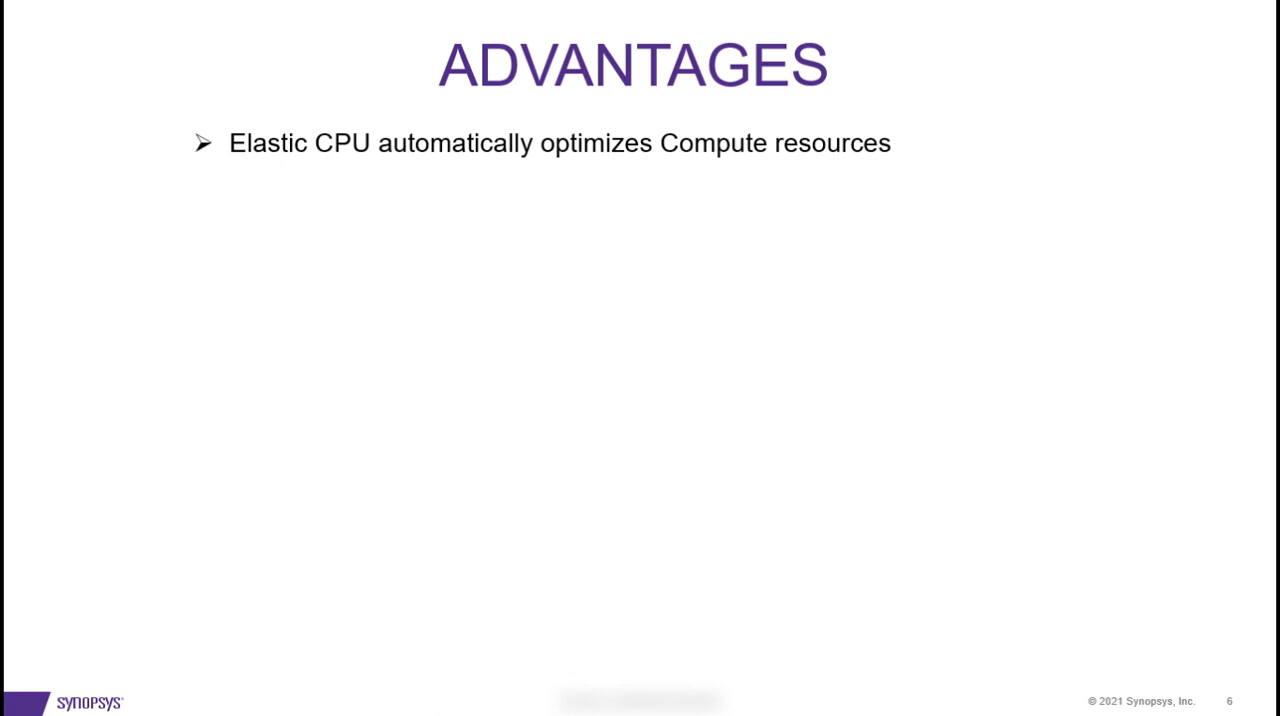 ADVANTAGES
➢ Elastic CPU automatically optimizes Compute resources
SYNOPSYS®
© 2021 Synopsys, Inc.
6